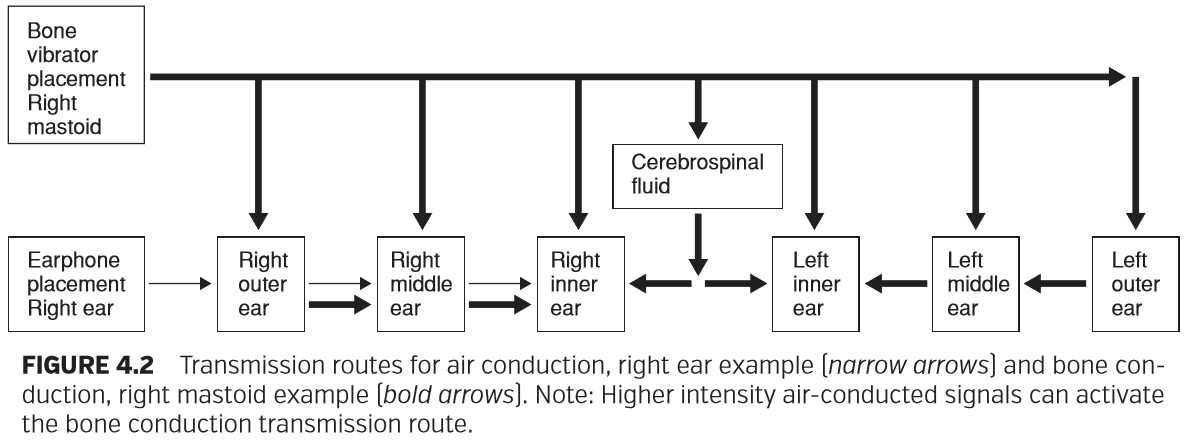 Bone
vibrator
placement
Right
mastoid
Cerebrospinal
fluid
Earphone
placement
Right ear
Right
outer
ear
Right
middle
ear
Right
inner
ear
Left
inner
ear
Left
middle
ear
Left
outer
ear
FIGURE 4.2 Transmission routes for air conduction, right ear example (narrow arrows) and bone con-
duction, right mastoid example (bold arrows). Note: Higher intensity air-conducted signals can activate
the bone conduction transmission route.